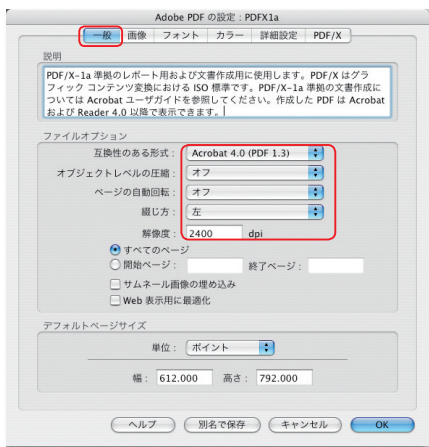 Adobe PDF の設定：PDFX1a
一般 画像 フォント カラー 詳細設定 PDF/X
説明
PDF/X-1a 準拠のレポート用および文書作成用に使用します。PDF/X はグラ
フィック コンテンツ変換における ISO 標準です。PDF/X-1a 準拠の文書作成に
ついては Acrobat ユーザガイドを参照してください。作成した PDF は Acrobat
および Reader 4.0 以降で表示できます。
ファイルオプション
互換性のある形式： Acrobat 4.0 (PDF 1.3)
オブジェクトレベルの圧縮： オフ
ページの自動回転： オフ
綴じ方： 左
解像度： 2400 dpi
すべてのページ
開始ページ： 終了ページ：
サムネール画像の埋め込み
Web 表示用に最適化
デフォルトページサイズ
単位： ポイント
幅： 612.000 高さ： 792.000
ヘルプ 別名で保存 キャンセル OK